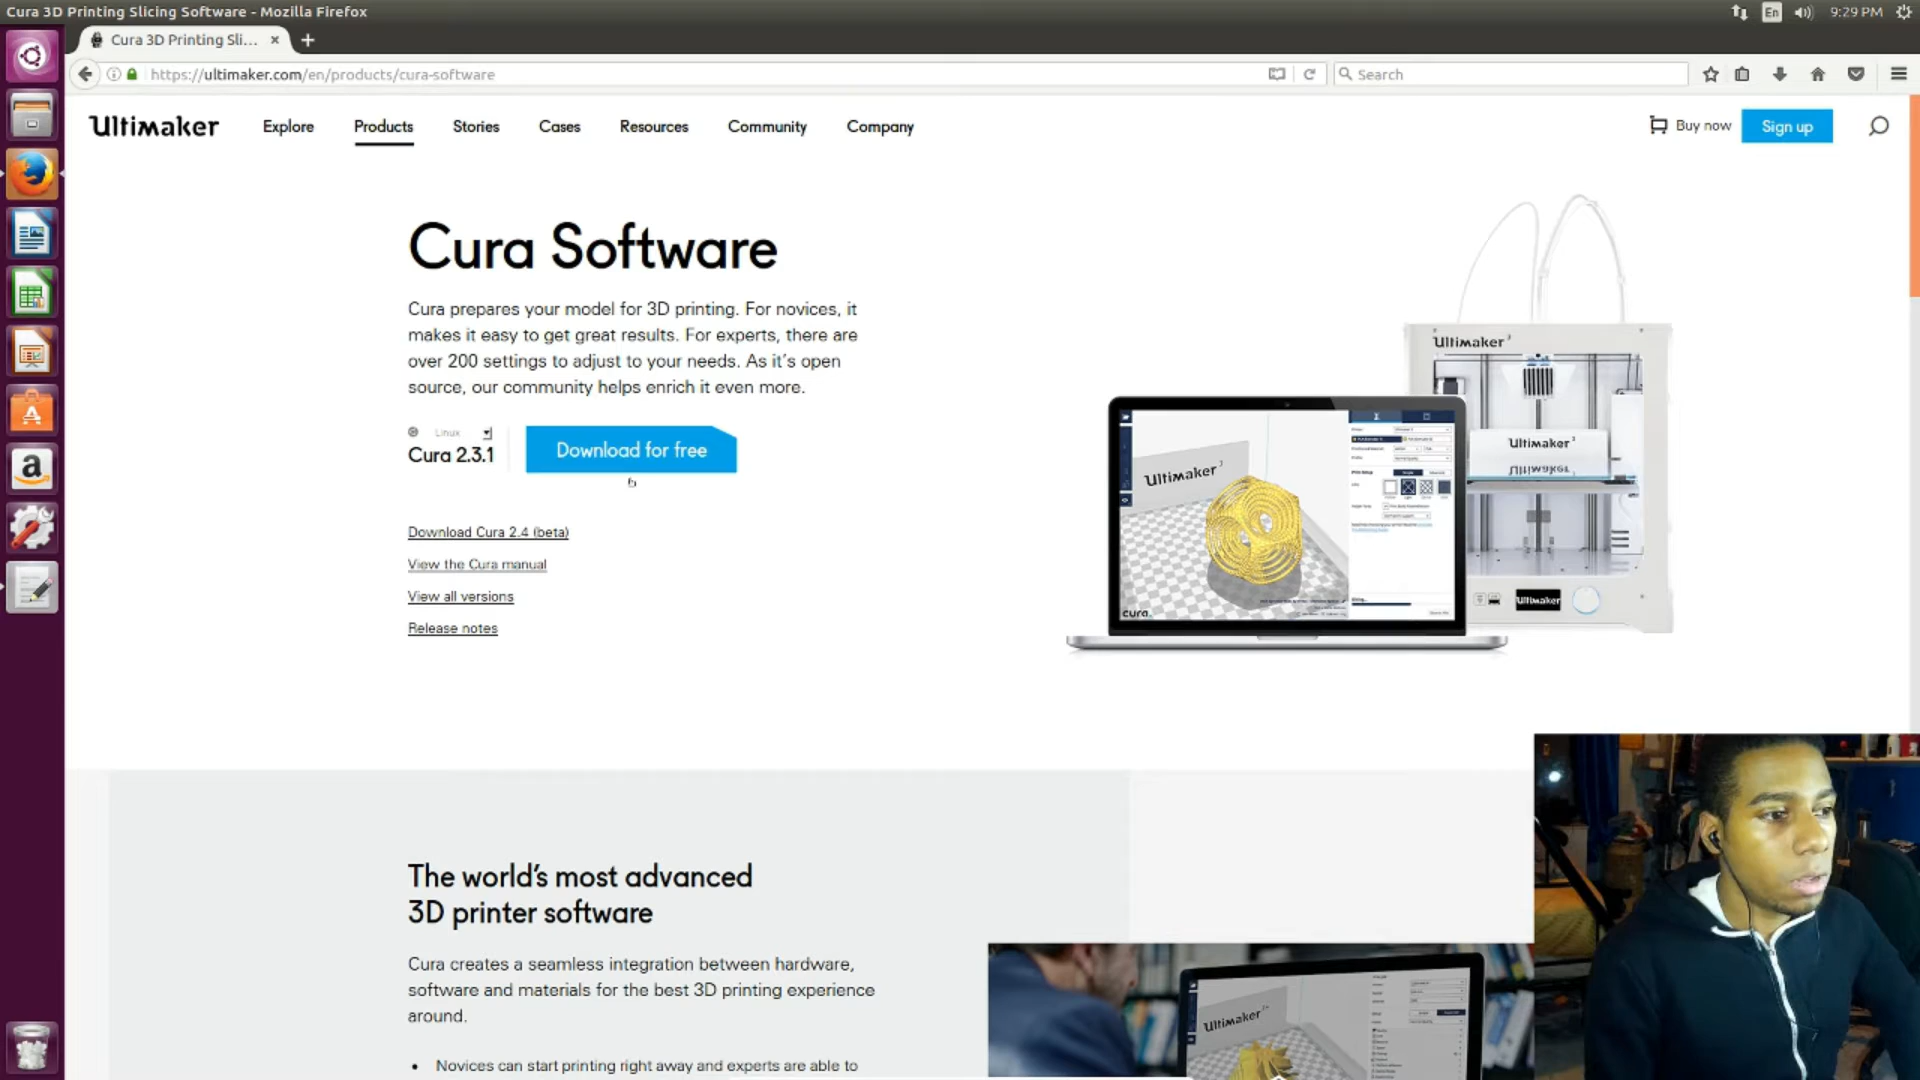 Cura 3D Printing Slicing Software - Mozilla Firefox
En
9:29 PM
Cura 3D Printing Sli...
https://ultimaker.com/en/products/cura-software
Search
Ultimaker
Explore
Products
Stories
Cases
Resources
Community
Company
Buy now
Sign up
Cura Software
Cura prepares your model for 3D printing. For novices, it
makes it easy to get great results. For experts, there are
over 200 settings to adjust to your needs. As it's open
source, our community helps enrich it even more.
Linux
Cura 2.3.1
Download for free
Download Cura 2.4 (beta)
View the Cura manual
View all versions
Release notes
Ultimaker 3
Ultimaker 3
Ultimaker 3
Ultimaker
cura.
The world's most advanced
3D printer software
Cura creates a seamless integration between hardware,
software and materials for the best 3D printing experience
around.
• Novices can start printing right away and experts are able to
Ultimaker